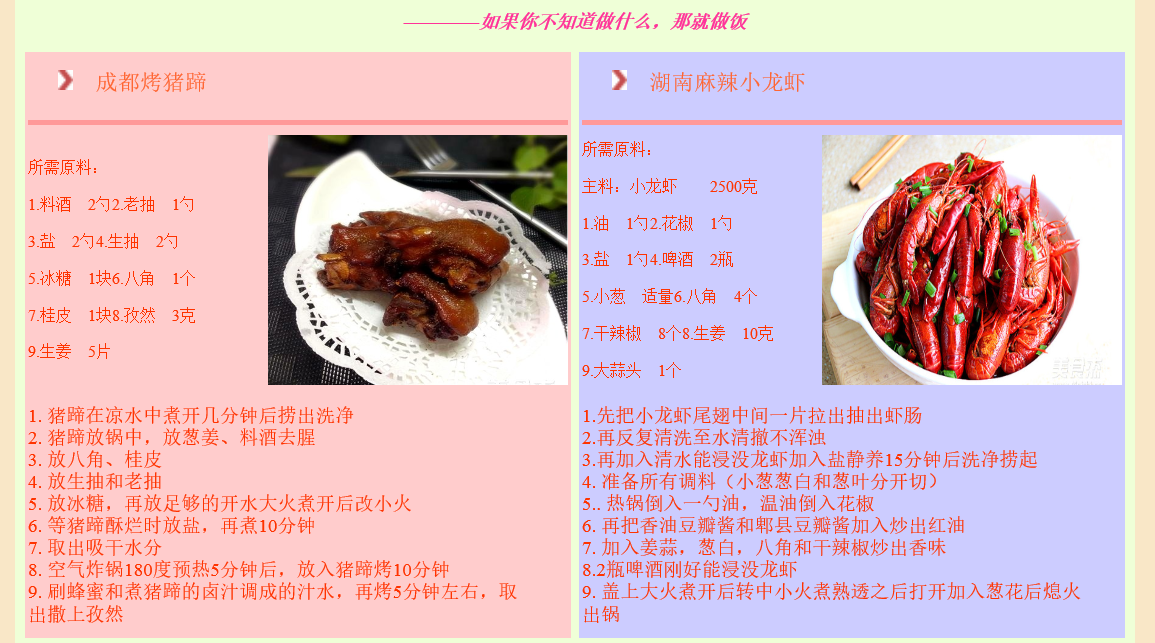 ————如果你不知道做什么，那就做饭
成都烤猪蹄
所需原料：
1.料酒 2勺2.老抽 1勺
3.盐 2勺4.生抽 2勺
5.冰糖 1块6.八角 1个
7.桂皮 1块8.孜然 3克
9.生姜 5片
1. 猪蹄在凉水中煮开几分钟后捞出洗净
2. 猪蹄放锅中，放葱姜、料酒去腥
3. 放八角、桂皮
4. 放生抽和老抽
5. 放冰糖，再放足够的开水大火煮开后改小火
6. 等猪蹄酥烂时放盐，再煮10分钟
7. 取出吸干水分
8. 空气炸锅180度预热5分钟后，放入猪蹄烤10分钟
9. 刷蜂蜜和煮猪蹄的卤汁调成的汁水，再烤5分钟左右，取
出撒上孜然
湖南麻辣小龙虾
所需原料：
主料：小龙虾 2500克
1.油 1勺2.花椒 1勺
3.盐 1勺4.啤酒 2瓶
5.小葱 适量6.八角 4个
7.干辣椒 8个8.生姜 10克
9.大蒜头 1个
美食杰
1.先把小龙虾尾翅中间一片拉出抽出虾肠
2.再反复清洗至水清撤不浑浊
3.再加入清水能浸没龙虾加入盐静养15分钟后洗净捞起
4. 准备所有调料（小葱葱白和葱叶分开切）
5.. 热锅倒入一勺油，温油倒入花椒
6. 再把香油豆瓣酱和郫县豆瓣酱加入炒出红油
7. 加入姜蒜，葱白，八角和干辣椒炒出香味
8.2瓶啤酒刚好能浸没龙虾
9. 盖上大火煮开后转中小火煮熟透之后打开加入葱花后熄火
出锅